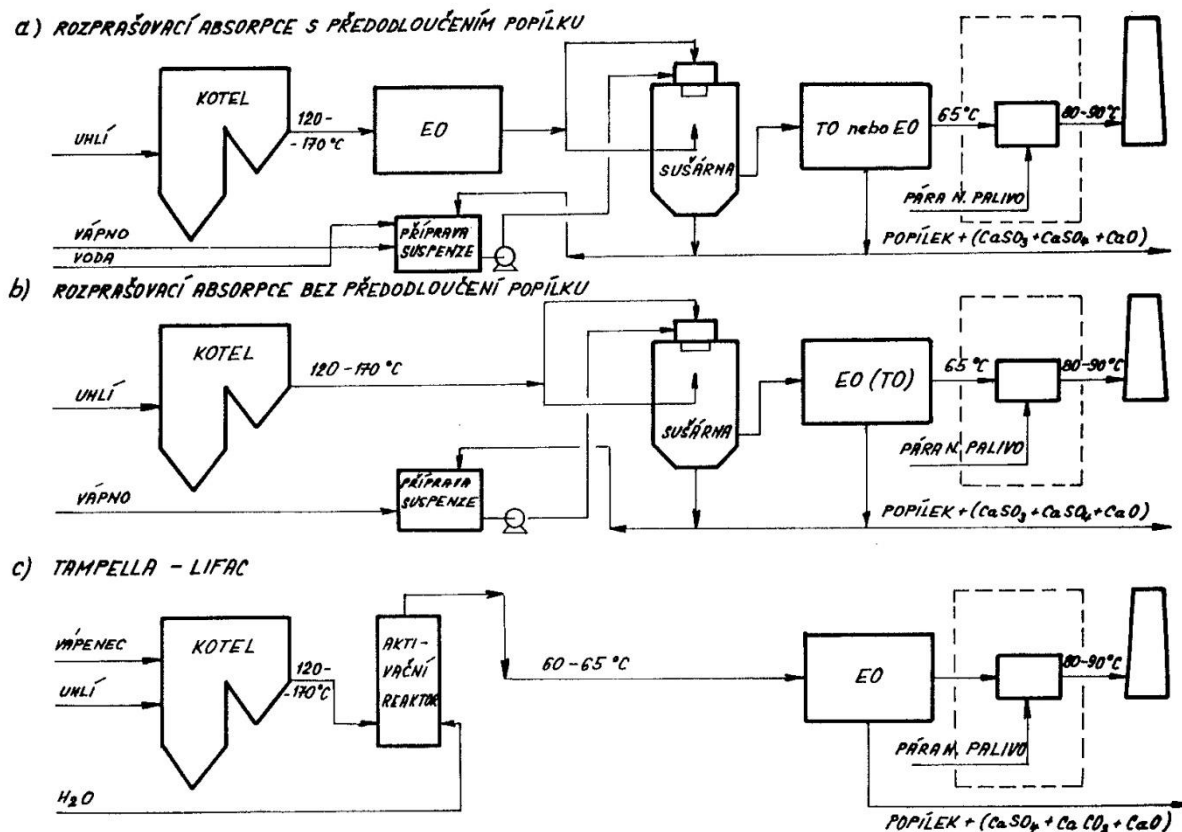 a) ROZPRAŠOVACÍ ABSORPCE S PŘEDODLOUČENÍM POPÍLKU
KOTEL
120-
-170°C
EO
UHLÍ
SUŠÁRNA
TO nebo EO
65°C
80-90°C
PÁRA N. PALIVO
VÁPNO
VODA
PŘÍPRAVA
SUSPENZE
POPÍLEK + (CaSO3 + CaSO4 + CaO)
b) ROZPRAŠOVACÍ ABSORPCE BEZ PŘEDODLOUČENÍ POPÍLKU
KOTEL
120-170°C
UHLÍ
SUŠÁRNA
EO (TO)
65°C
80-90°C
PÁRA N. PALIVO
VÁPNO
PŘÍPRAVA
SUSPENZE
POPÍLEK + (CaSO3 + CaSO4 + CaO)
c) TAMPELLA - LIFAC
VÁPENEC
UHLÍ
KOTEL
120-
-170°C
AKTI-
VAČNÍ
REAKTOR
60-65°C
EO
80-90°C
PÁRA N. PALIVO
H2O
POPÍLEK + (CaSO4 + CaCO3 + CaO)